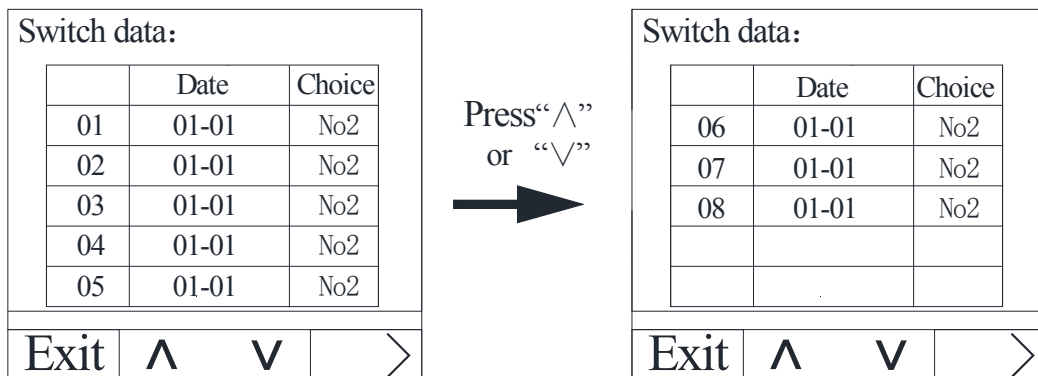 Switch data：
Date Choice
01 01-01 No2
02 01-01 No2
03 01-01 No2
04 01-01 No2
05 01-01 No2
Exit ∧ ∨ >
Press“∧”
or “∨”
Switch data：
Date Choice
06 01-01 No2
07 01-01 No2
08 01-01 No2
Exit ∧ ∨ >